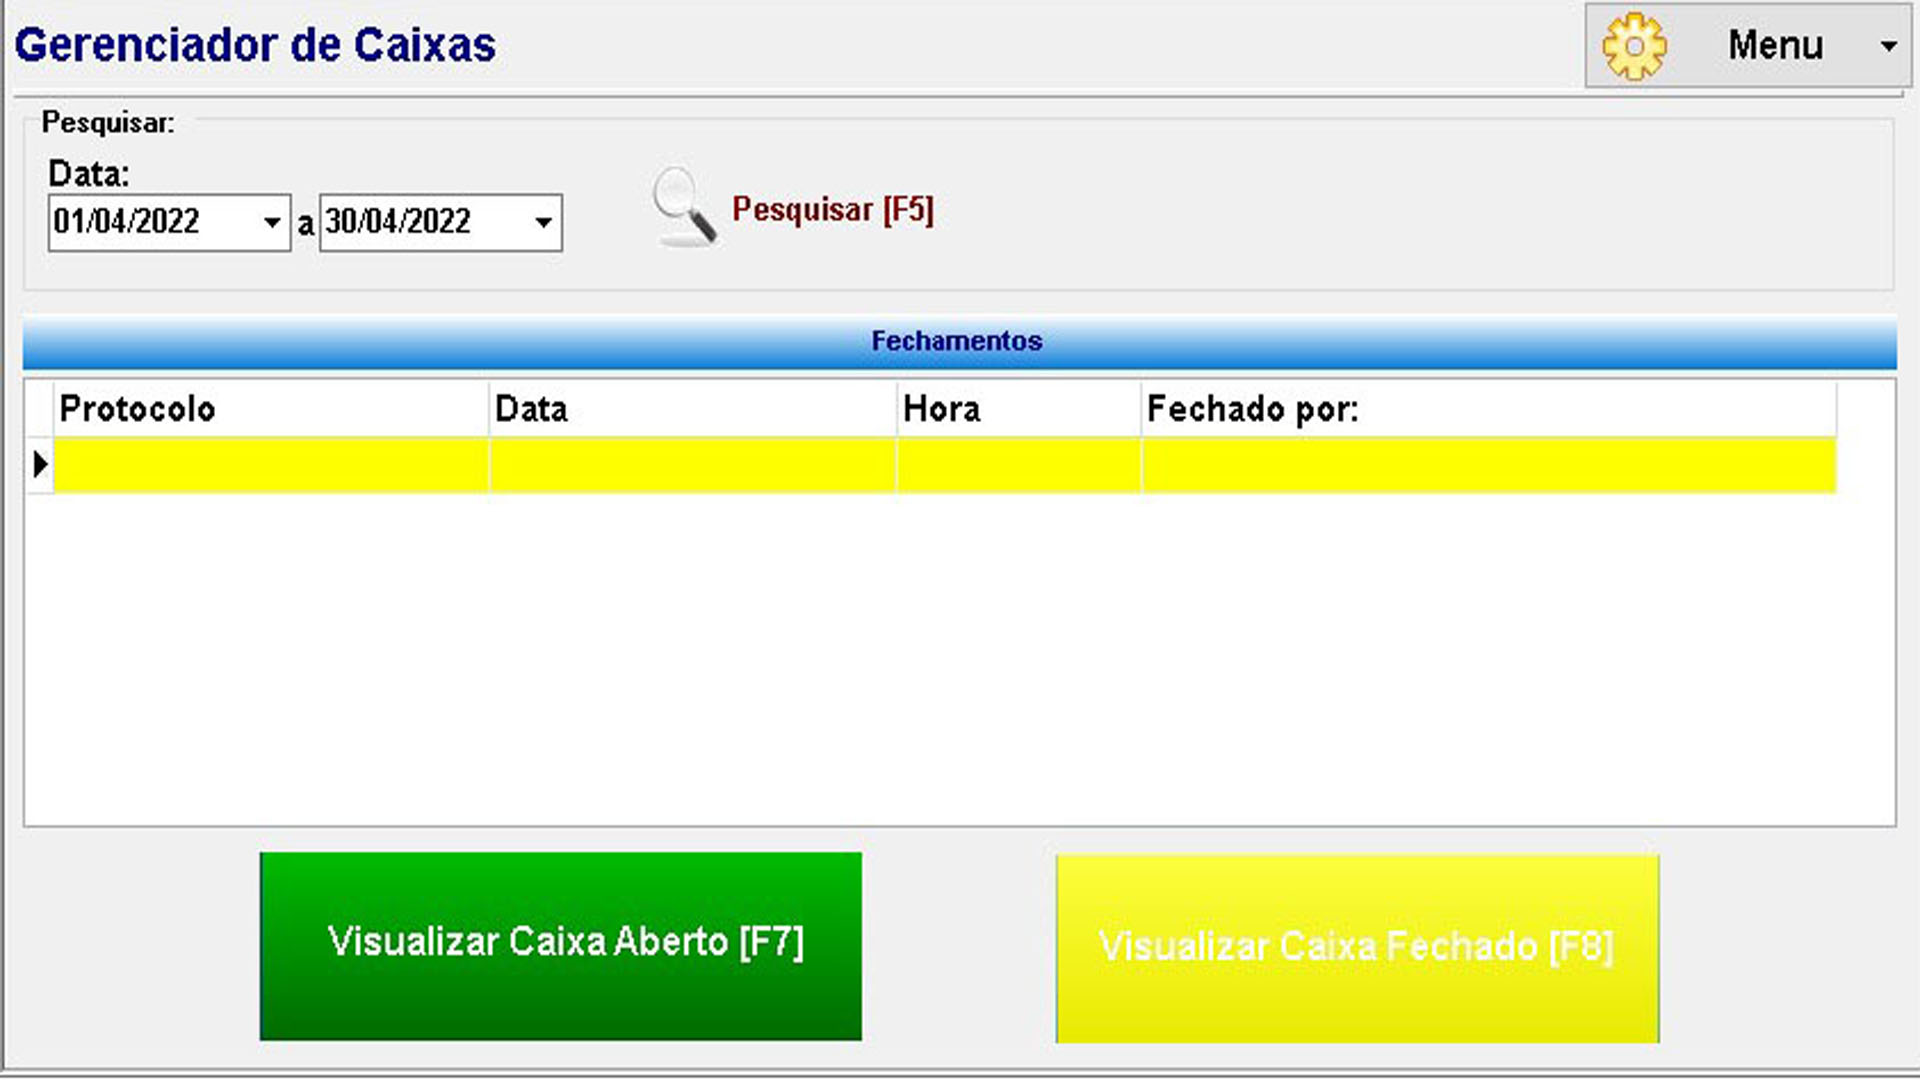 Gerenciador de Caixas
Menu
Pesquisar:
Data:
01/04/2022 a 30/04/2022
Pesquisar [F5]
Fechamentos
Protocolo Data Hora Fechado por:
Visualizar Caixa Aberto [F7]
Visualizar Caixa Fechado [F8]